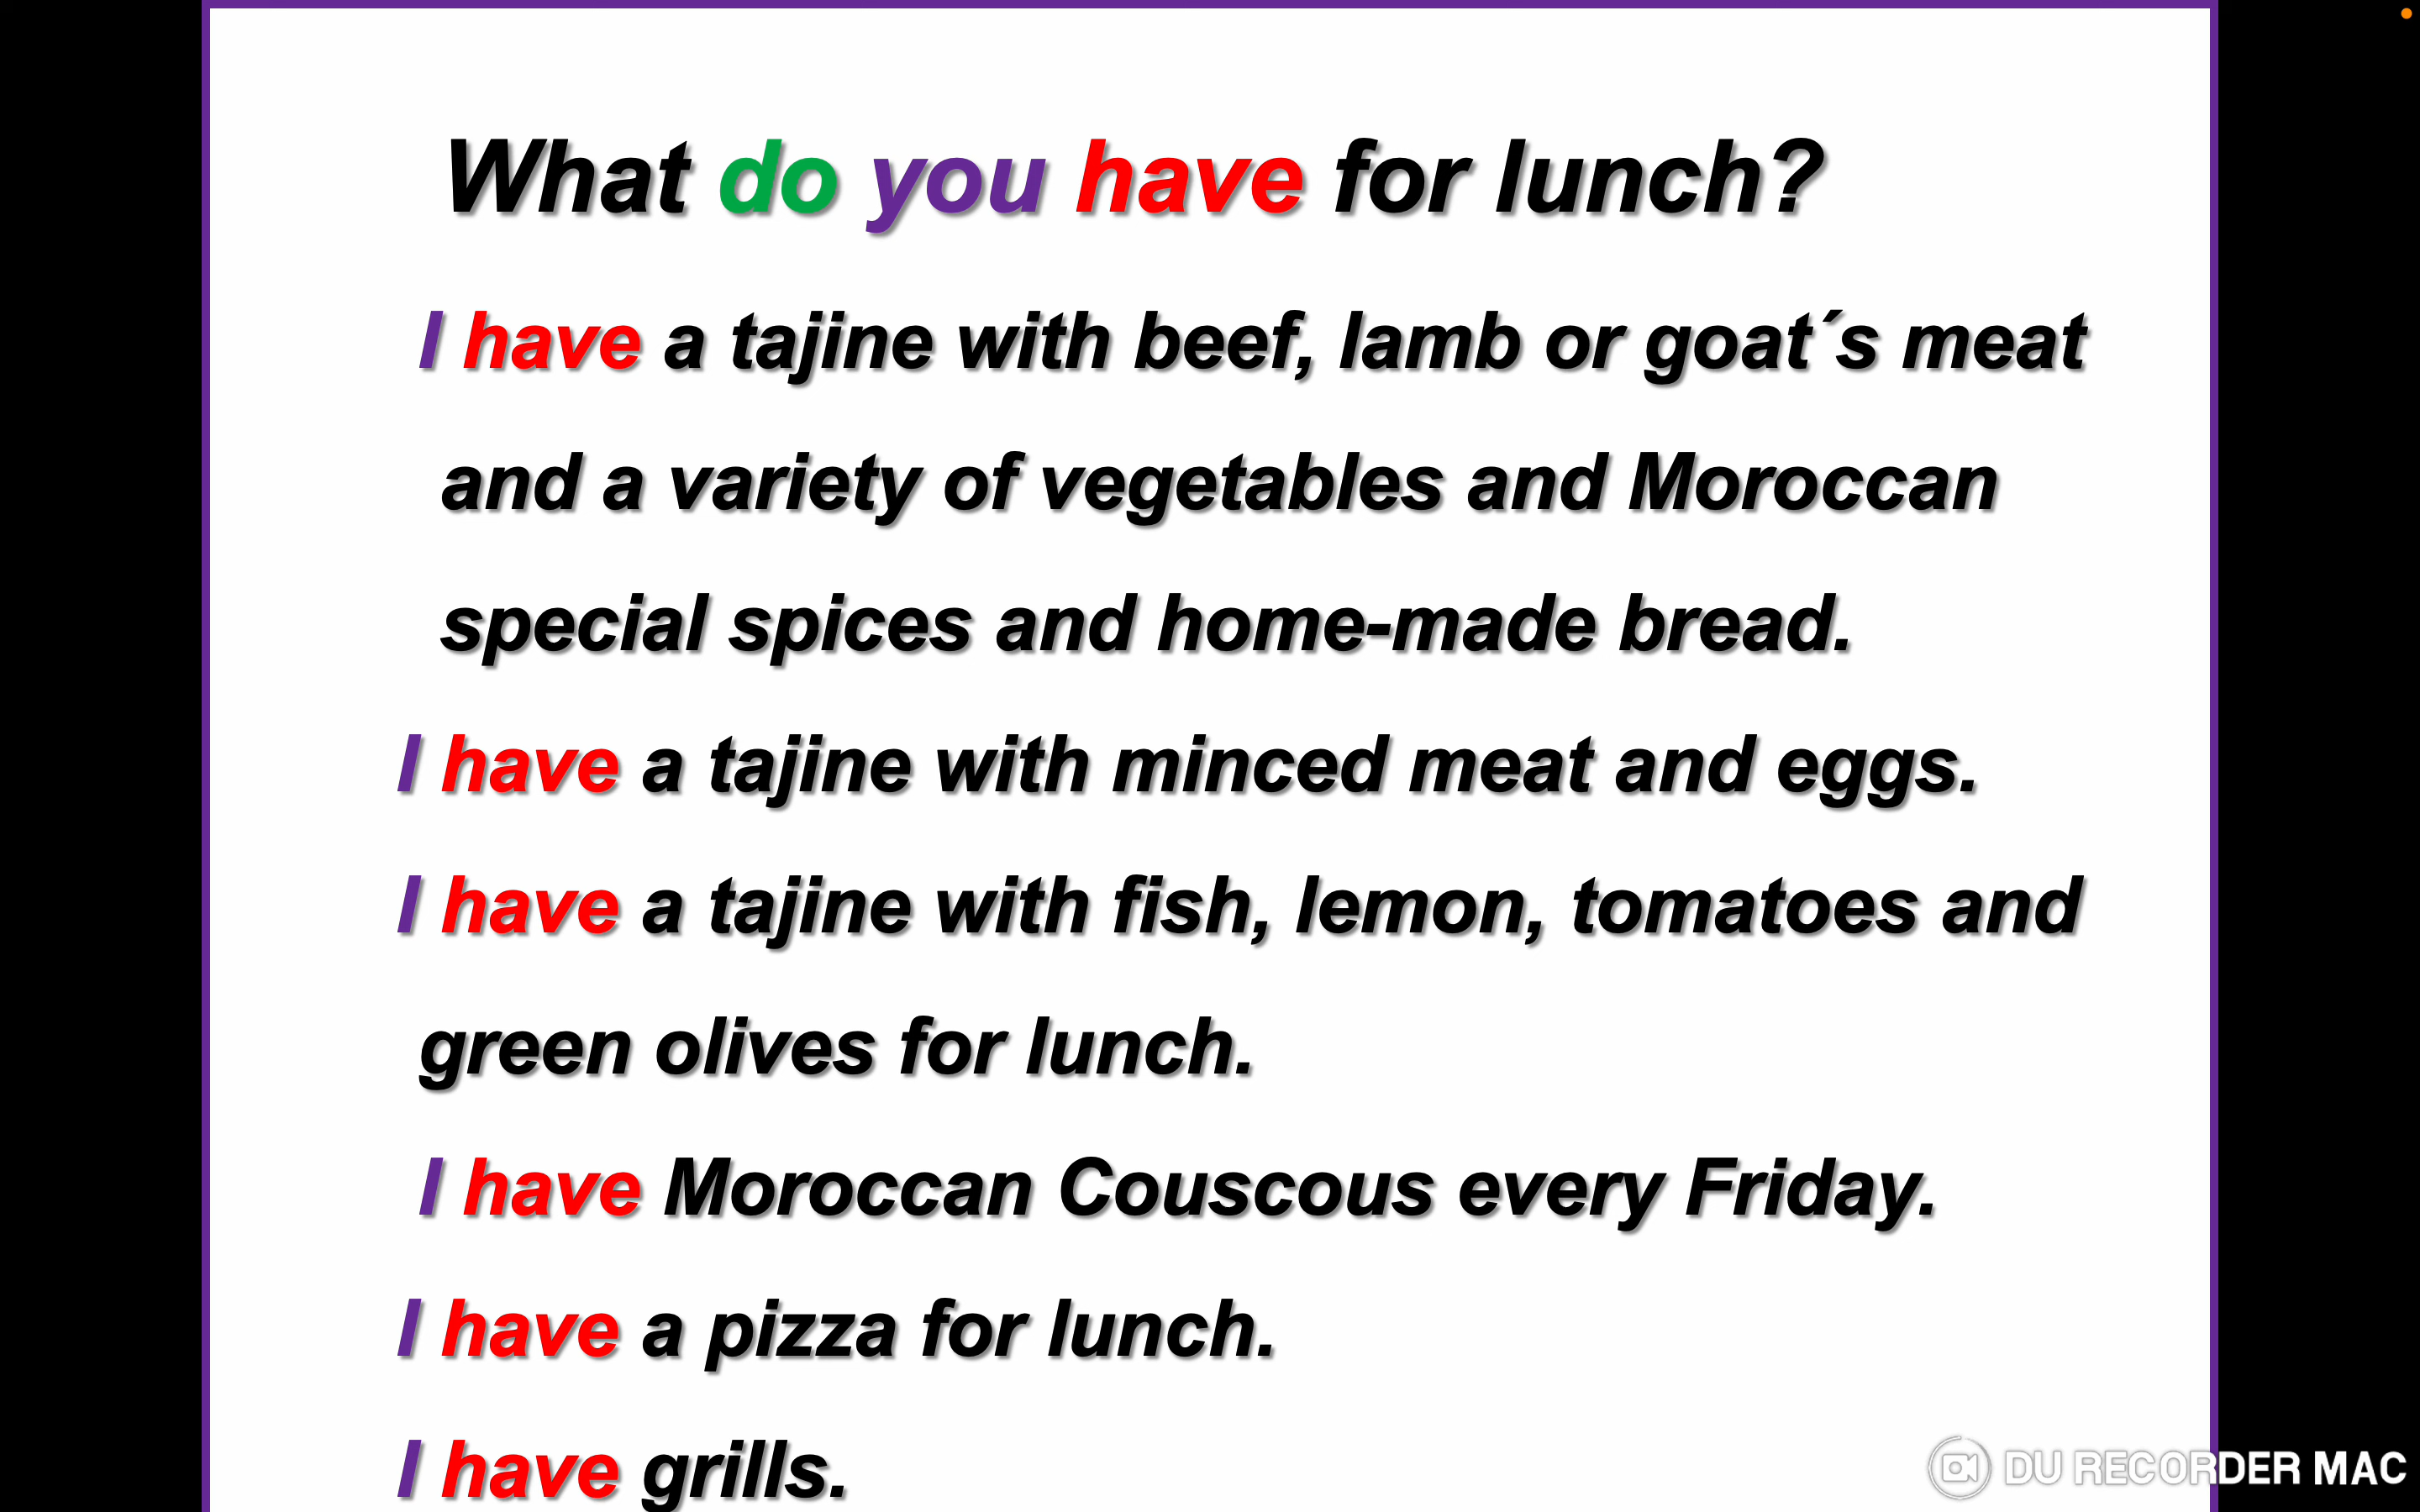 What do you have for lunch?
I have a tajine with beef, lamb or goat´s meat
and a variety of vegetables and Moroccan
special spices and home-made bread.
I have a tajine with minced meat and eggs.
I have a tajine with fish, lemon, tomatoes and
green olives for lunch.
I have Moroccan Couscous every Friday.
I have a pizza for lunch.
I have grills.
DU RECORDER MAC